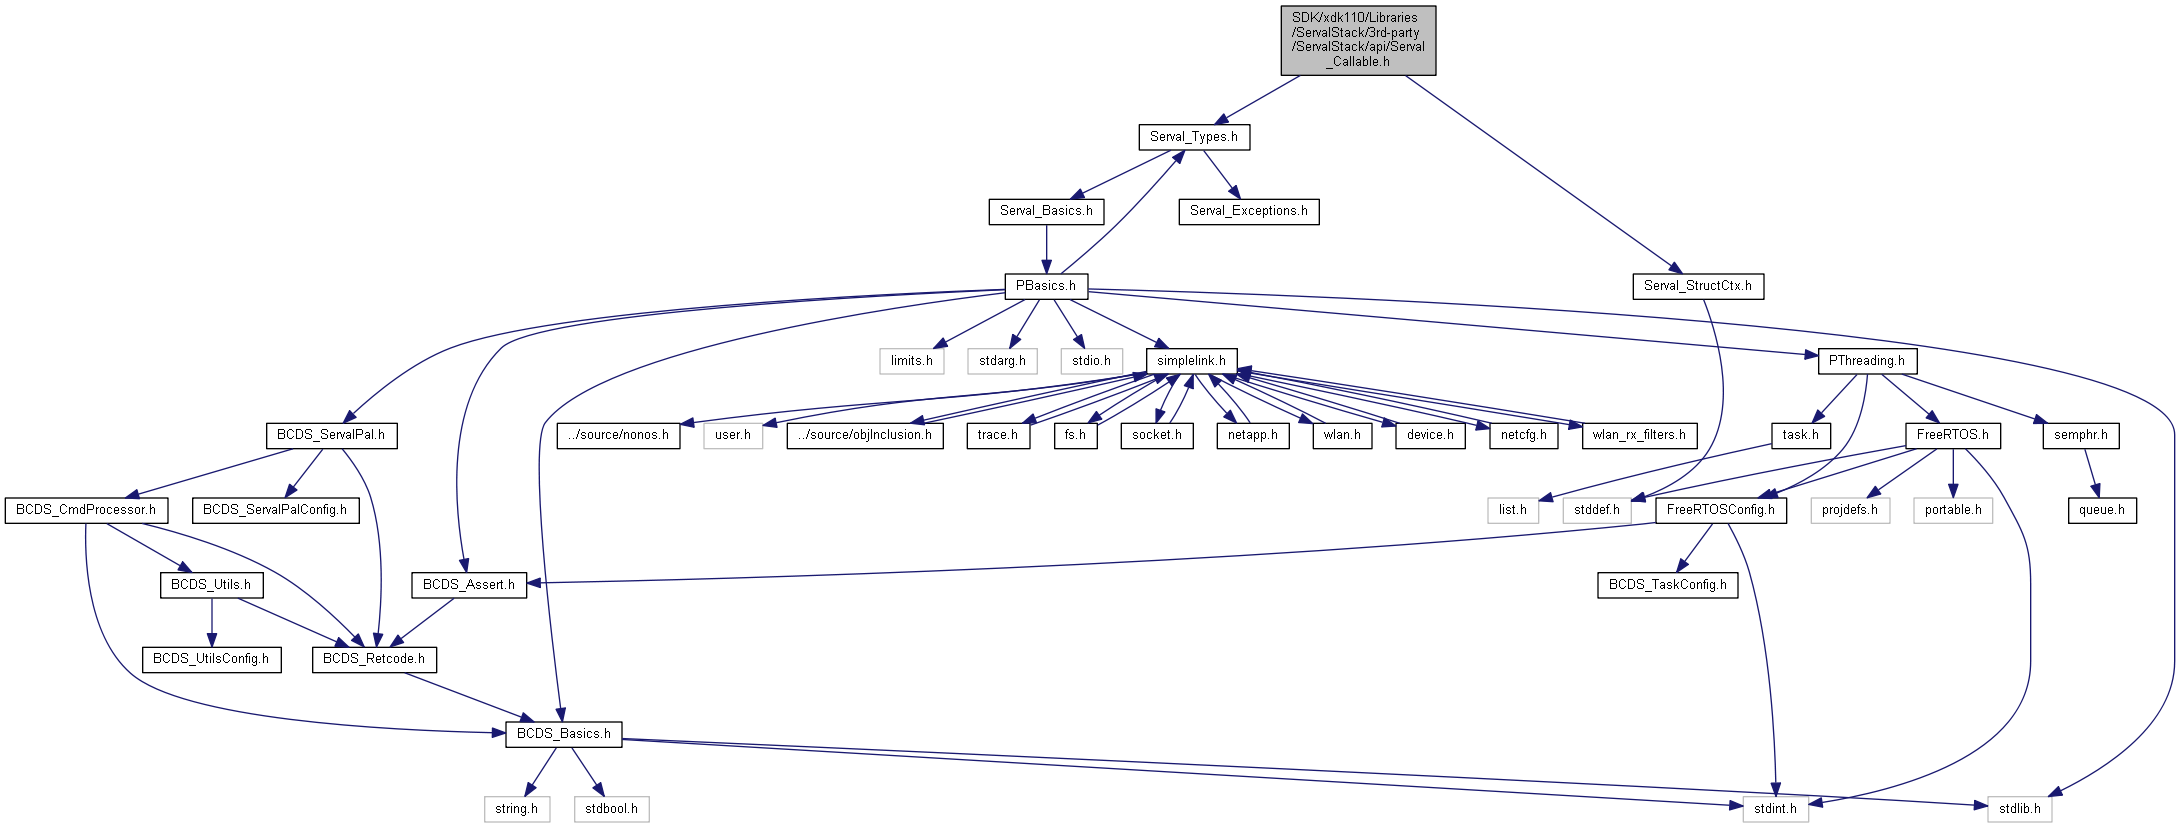 SDK/xdk110/Libraries
/ServalStack/3rd-party
/ServalStack/api/Serval
_Callable.h
Serval_Types.h
Serval_Basics.h
Serval_Exceptions.h
PBasics.h
Serval_StructCtx.h
limits.h
stdarg.h
stdio.h
simplelink.h
PThreading.h
BCDS_ServalPal.h
../source/nonos.h
user.h
../source/objInclusion.h
trace.h
fs.h
socket.h
netapp.h
wlan.h
device.h
netcfg.h
wlan_rx_filters.h
task.h
FreeRTOS.h
semphr.h
BCDS_CmdProcessor.h
BCDS_ServalPalConfig.h
list.h
stddef.h
FreeRTOSConfig.h
projdefs.h
portable.h
queue.h
BCDS_Utils.h
BCDS_Assert.h
BCDS_TaskConfig.h
BCDS_UtilsConfig.h
BCDS_Retcode.h
BCDS_Basics.h
string.h
stdbool.h
stdint.h
stdlib.h